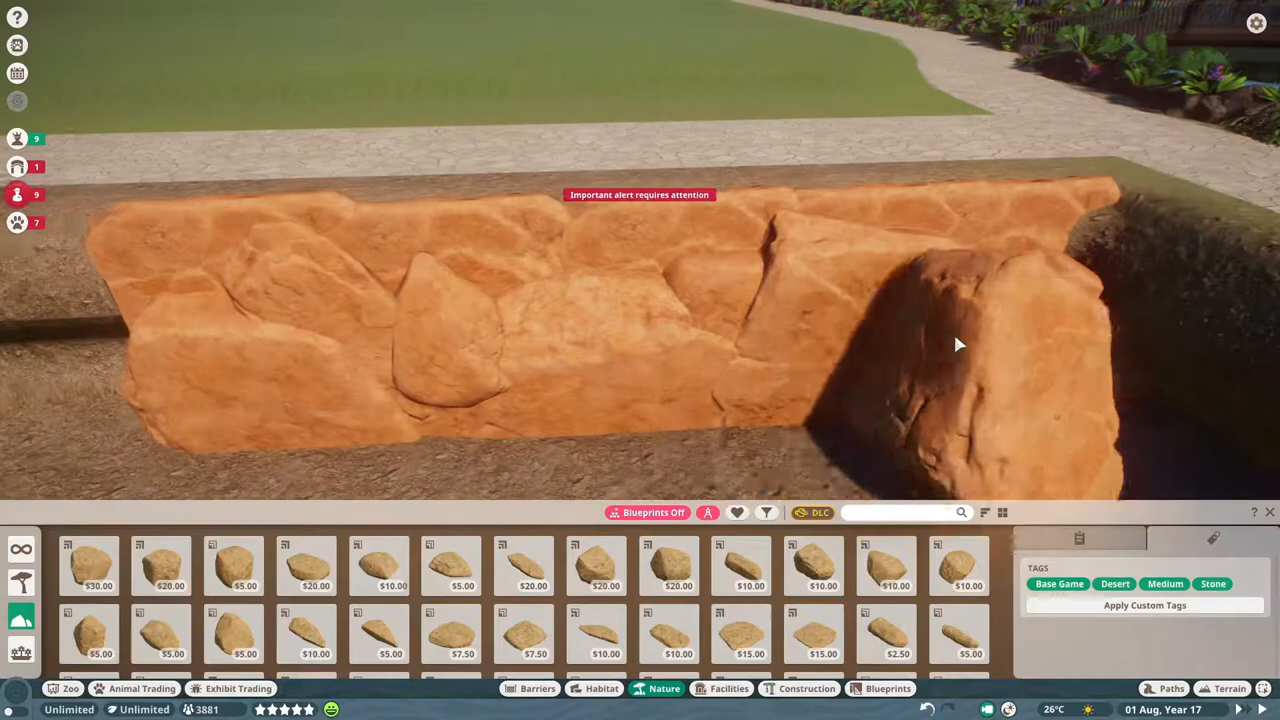 9
1
9
7
Important alert requires attention
Blueprints Off
DLC
?
$30.00 $20.00 $5.00 $20.00 $10.00 $5.00 $20.00 $20.00 $20.00 $10.00 $10.00 $10.00 $10.00
$5.00 $5.00 $5.00 $10.00 $5.00 $7.50 $7.50 $10.00 $10.00 $15.00 $15.00 $2.50 $5.00
TAGS
Base Game Desert Medium Stone
Apply Custom Tags
Zoo Animal Trading Exhibit Trading Barriers Habitat Nature Facilities Construction Blueprints Paths Terrain
Unlimited Unlimited 3881 26°C 01 Aug, Year 17